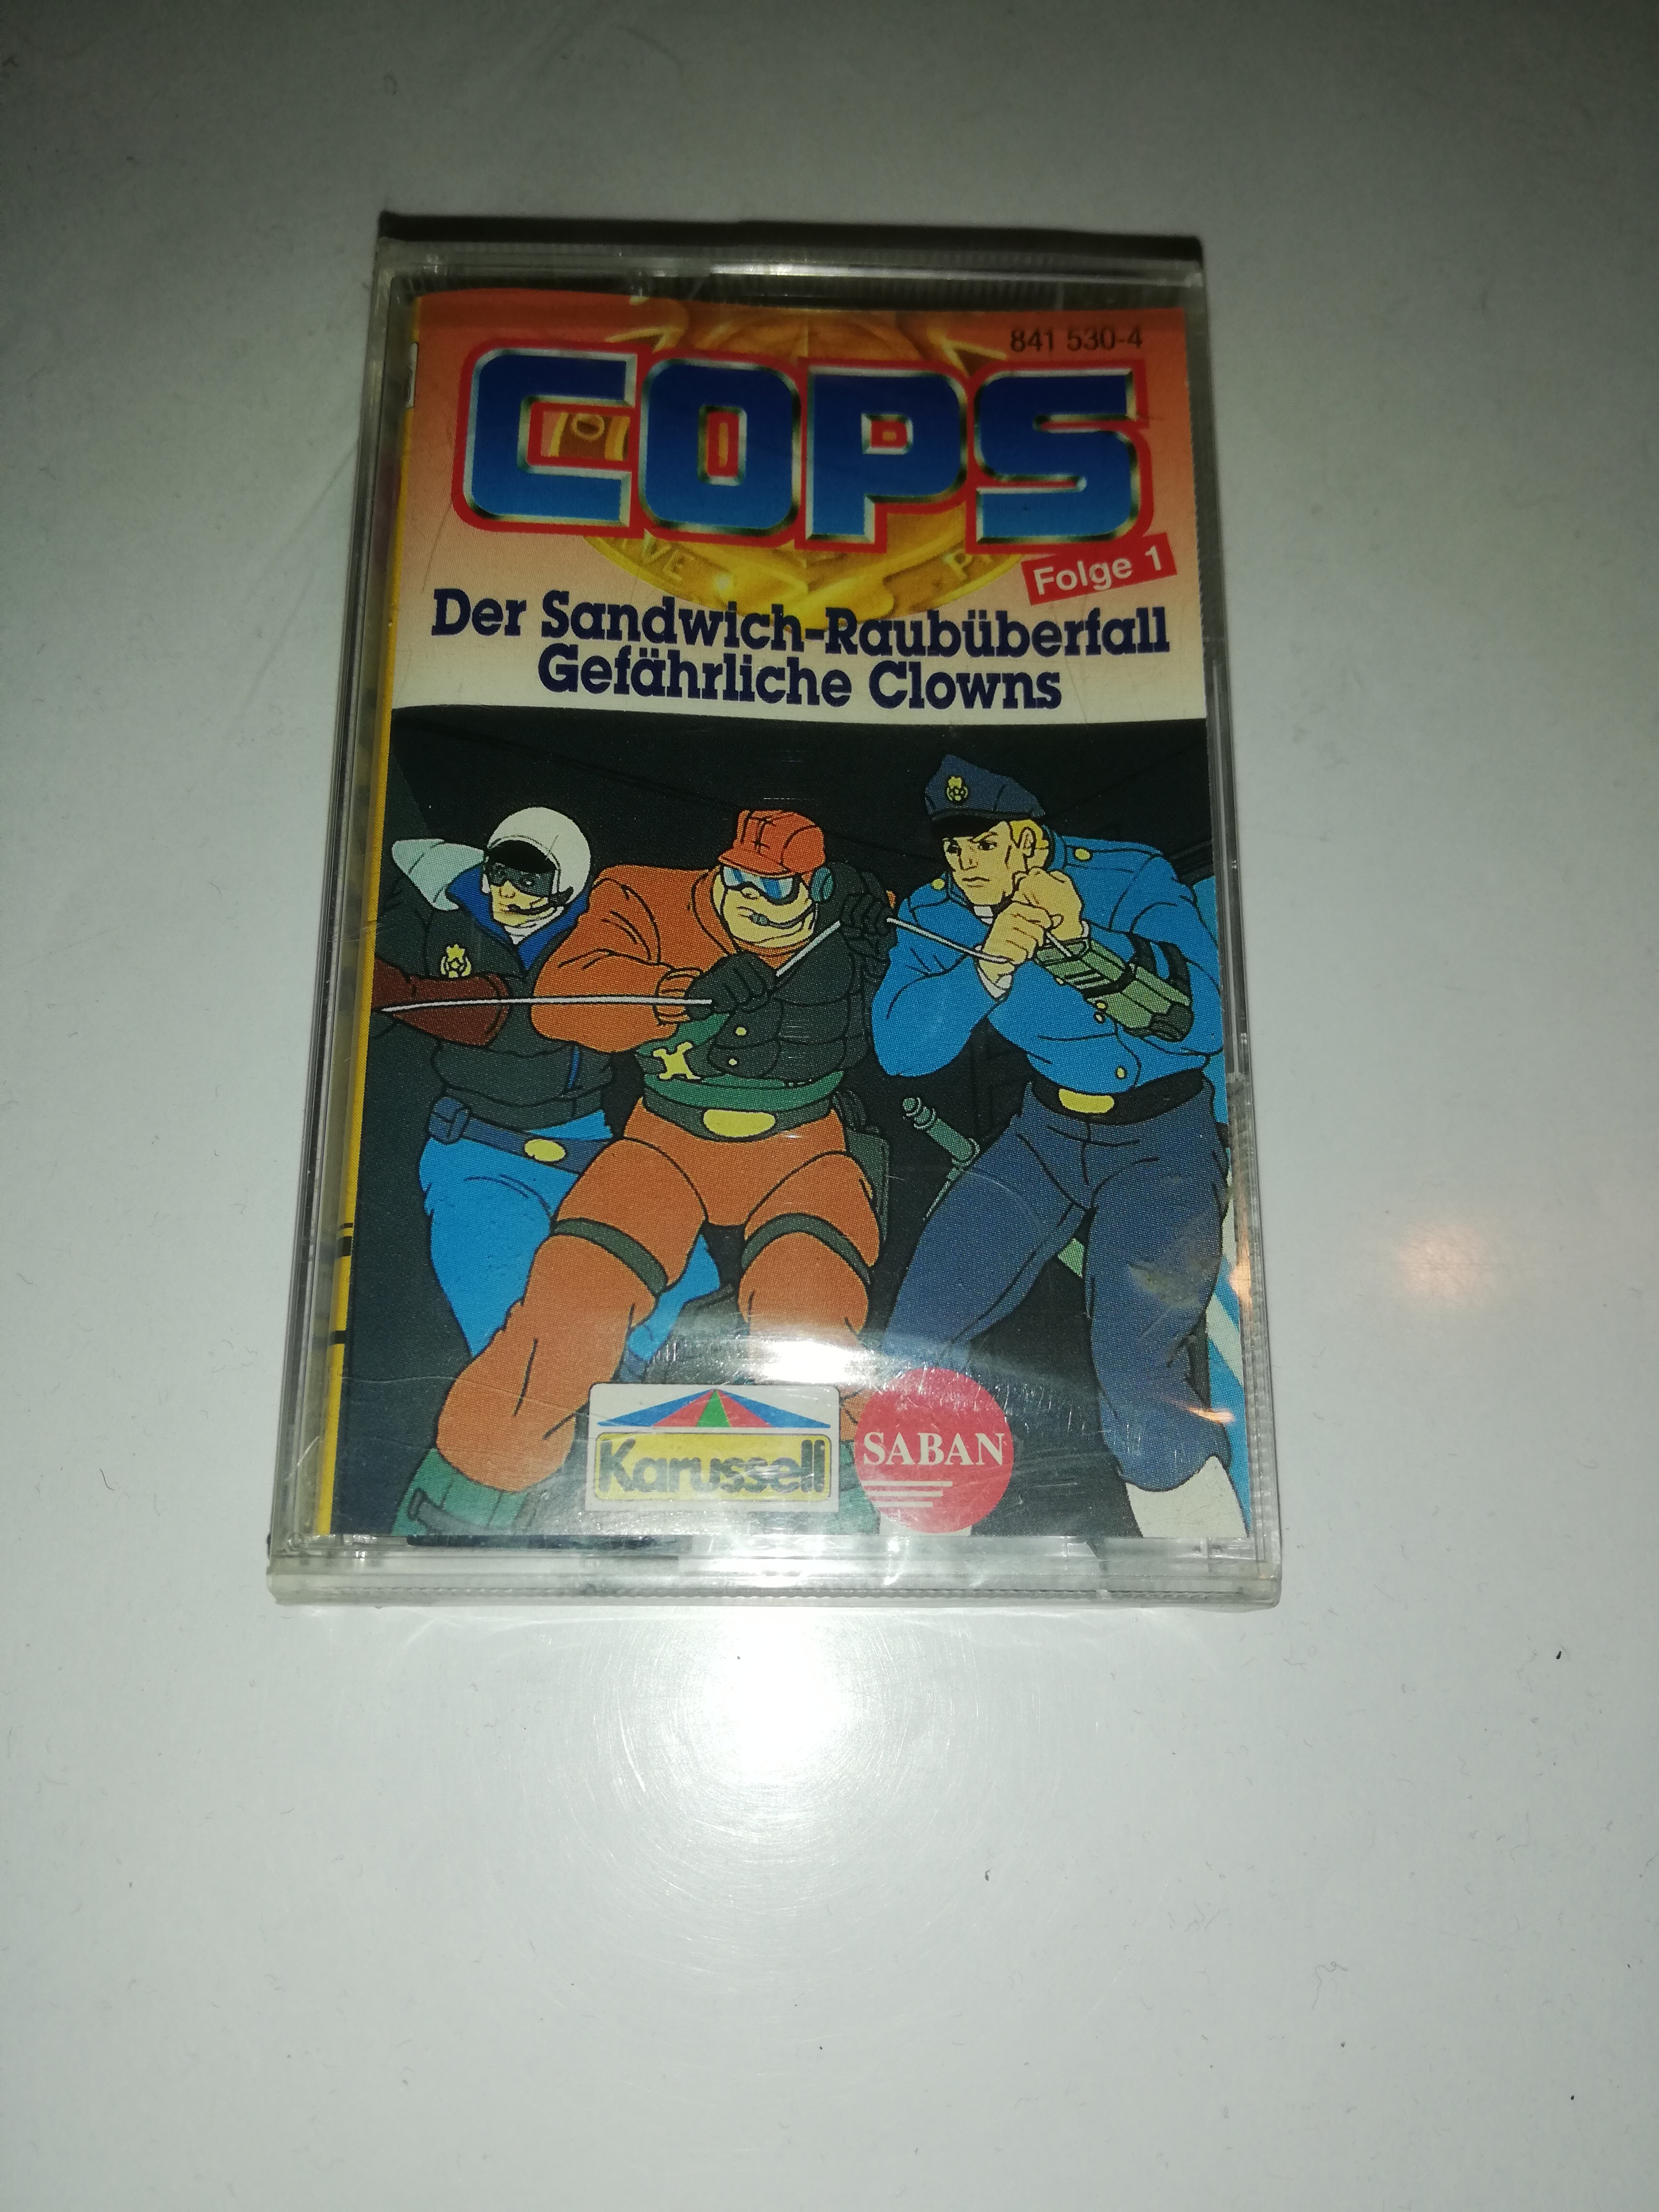 841 530-4
COPS
Folge 1
Der Sandwich-Raubüberfall
Gefährliche Clowns
Karussell
SABAN